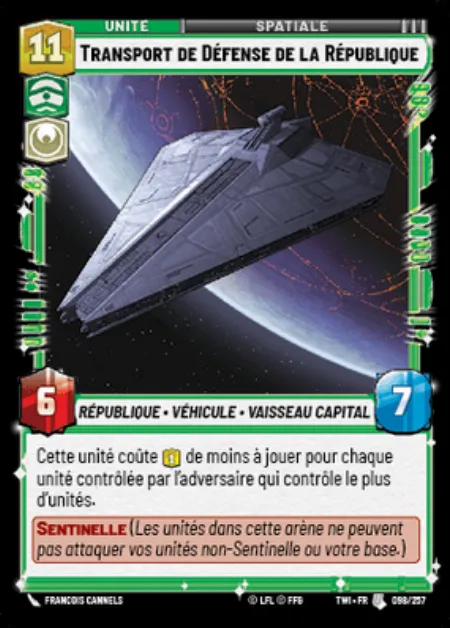 UNITÉ SPATIALE
11 TRANSPORT DE DÉFENSE DE LA RÉPUBLIQUE
6 RÉPUBLIQUE • VÉHICULE • VAISSEAU CAPITAL 7
Cette unité coûte 1 de moins à jouer pour chaque
unité contrôlée par l'adversaire qui contrôle le plus
d'unités.
SENTINELLE (Les unités dans cette arène ne peuvent
pas attaquer vos unités non-Sentinelle ou votre base.)
FRANCOIS CANNELS © LFL © FFG TWI • FR 098/257